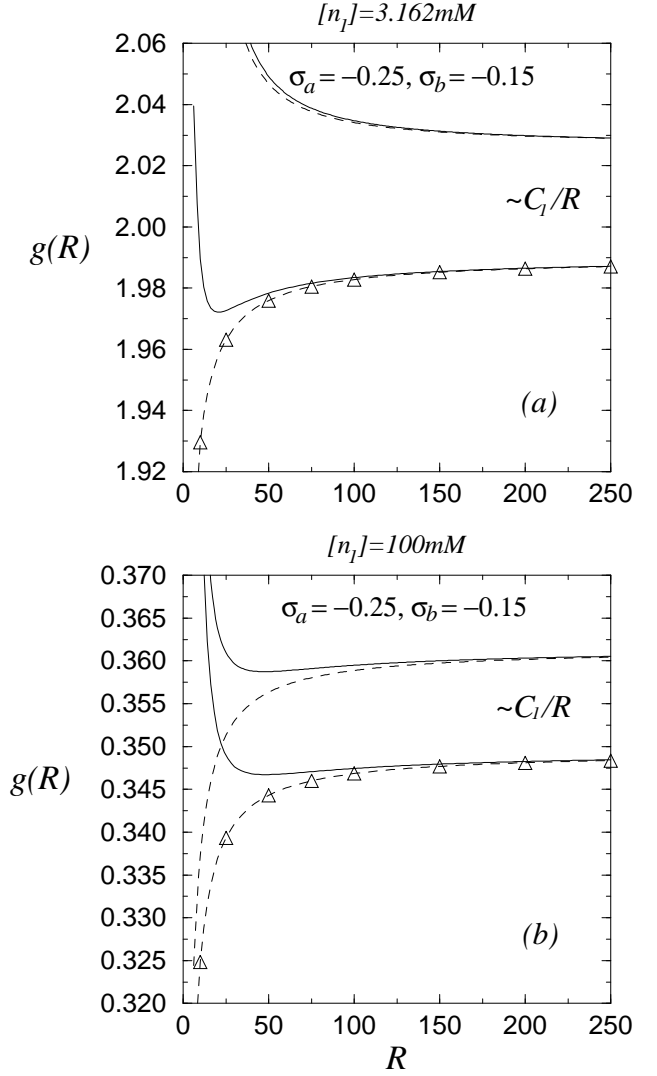 [n1]=3.162mM
2.06
σa = −0.25, σb = −0.15
2.04
2.02
~C1/R
2.00
g(R)
1.98
1.96
(a)
1.94
1.92
0 50 100 150 200 250
[n1]=100mM
0.370
σa = −0.25, σb = −0.15
0.365
0.360
0.355
~C1/R
0.350
g(R)
0.345
0.340
0.335
0.330
(b)
0.325
0.320
0 50 100 150 200 250
R